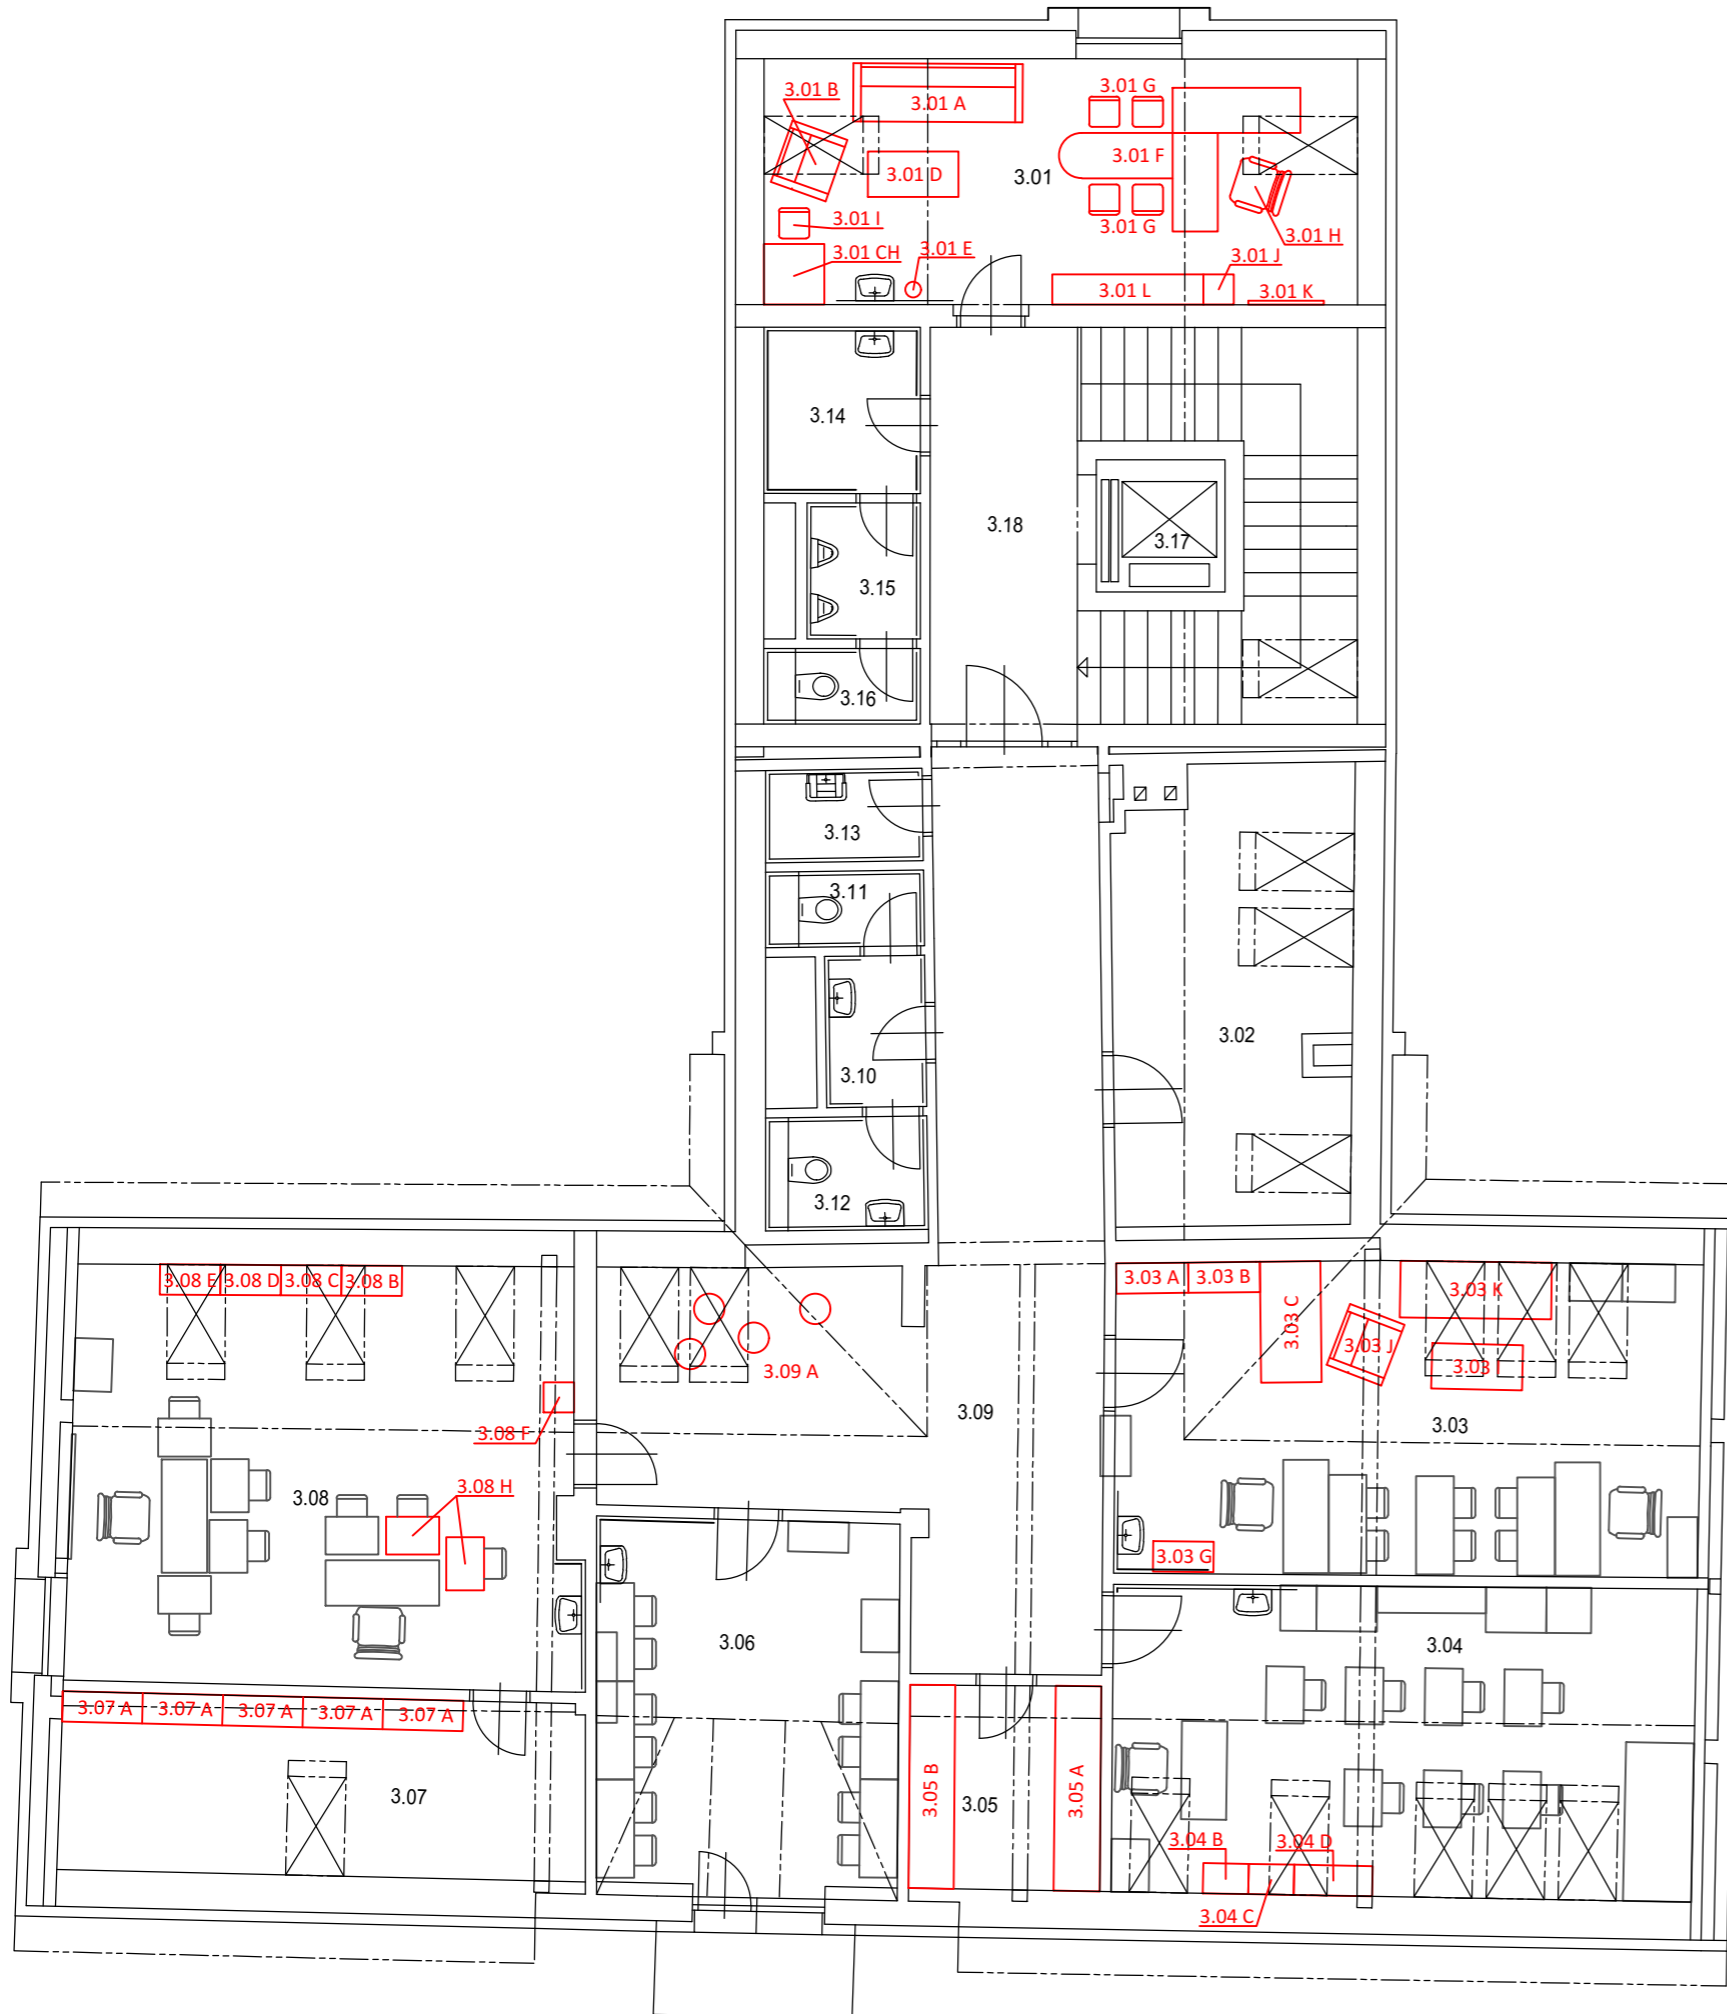 3.01 B
3.01 A
3.01 G
3.01 F
3.01 D
3.01
3.01 I
3.01 G
3.01 H
3.01 CH
3.01 E
3.01 J
3.01 L
3.01 K
3.14
3.18
3.17
3.15
3.16
3.13
3.11
3.02
3.10
3.12
3.08 E
3.08 D
3.08 C
3.08 B
3.03 A
3.03 B
3.03 C
3.03 K
3.03 J
3.03 I
3.09 A
3.09
3.03
3.08 F
3.08 H
3.08
3.03 G
3.06
3.04
3.07 A
3.07 A
3.07 A
3.07 A
3.07 A
3.07
3.05 B
3.05
3.05 A
3.04 B
3.04 D
3.04 C